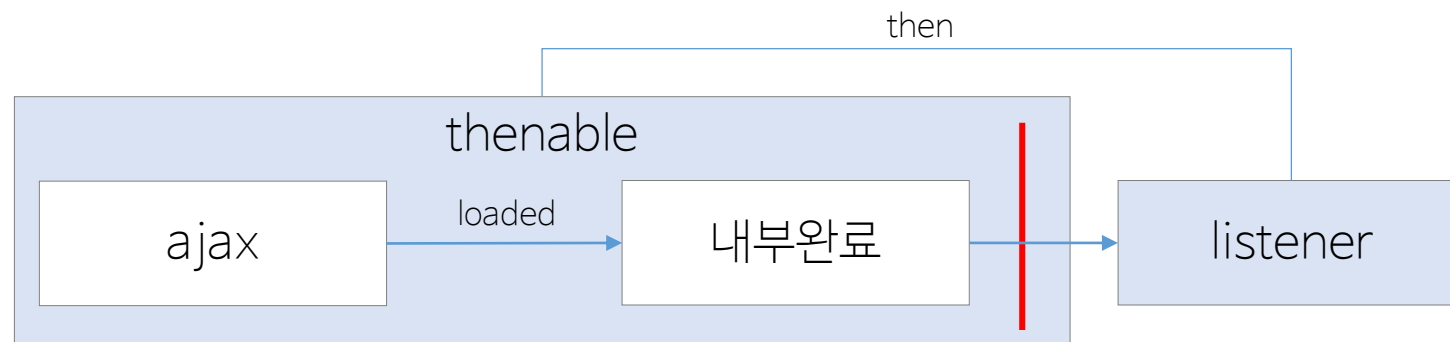 then
thenable
ajax
loaded
내부완료
listener